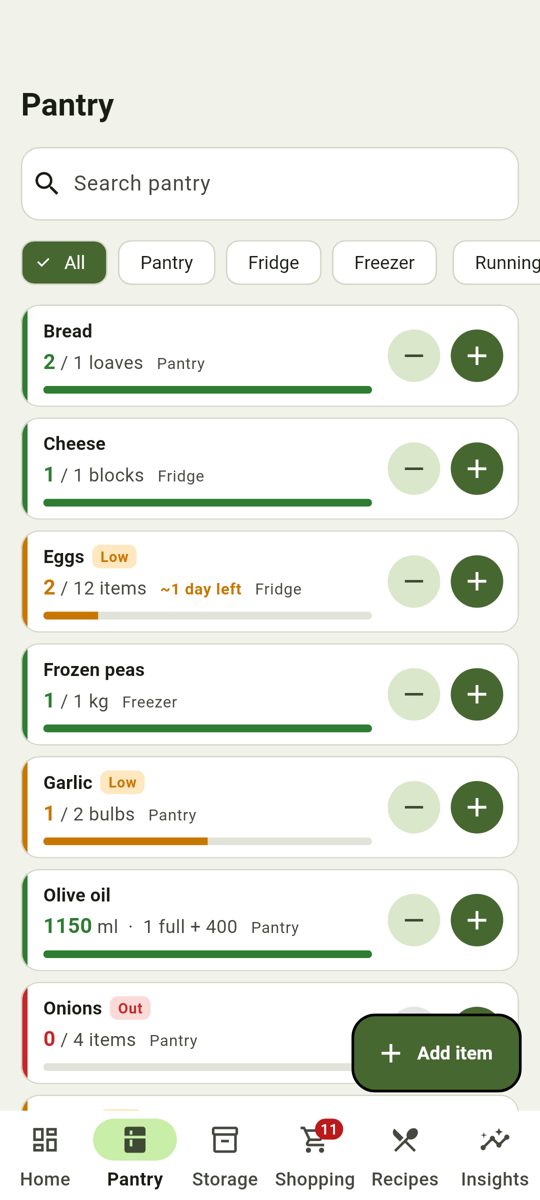 Pantry
Search pantry
All Pantry Fridge Freezer Running
Bread
2 / 1 loaves Pantry
Cheese
1 / 1 blocks Fridge
Eggs Low
2 / 12 items ~1 day left Fridge
Frozen peas
1 / 1 kg Freezer
Garlic Low
1 / 2 bulbs Pantry
Olive oil
1150 ml · 1 full + 400 Pantry
Onions Out
0 / 4 items Pantry
Add item
11
Home Pantry Storage Shopping Recipes Insights